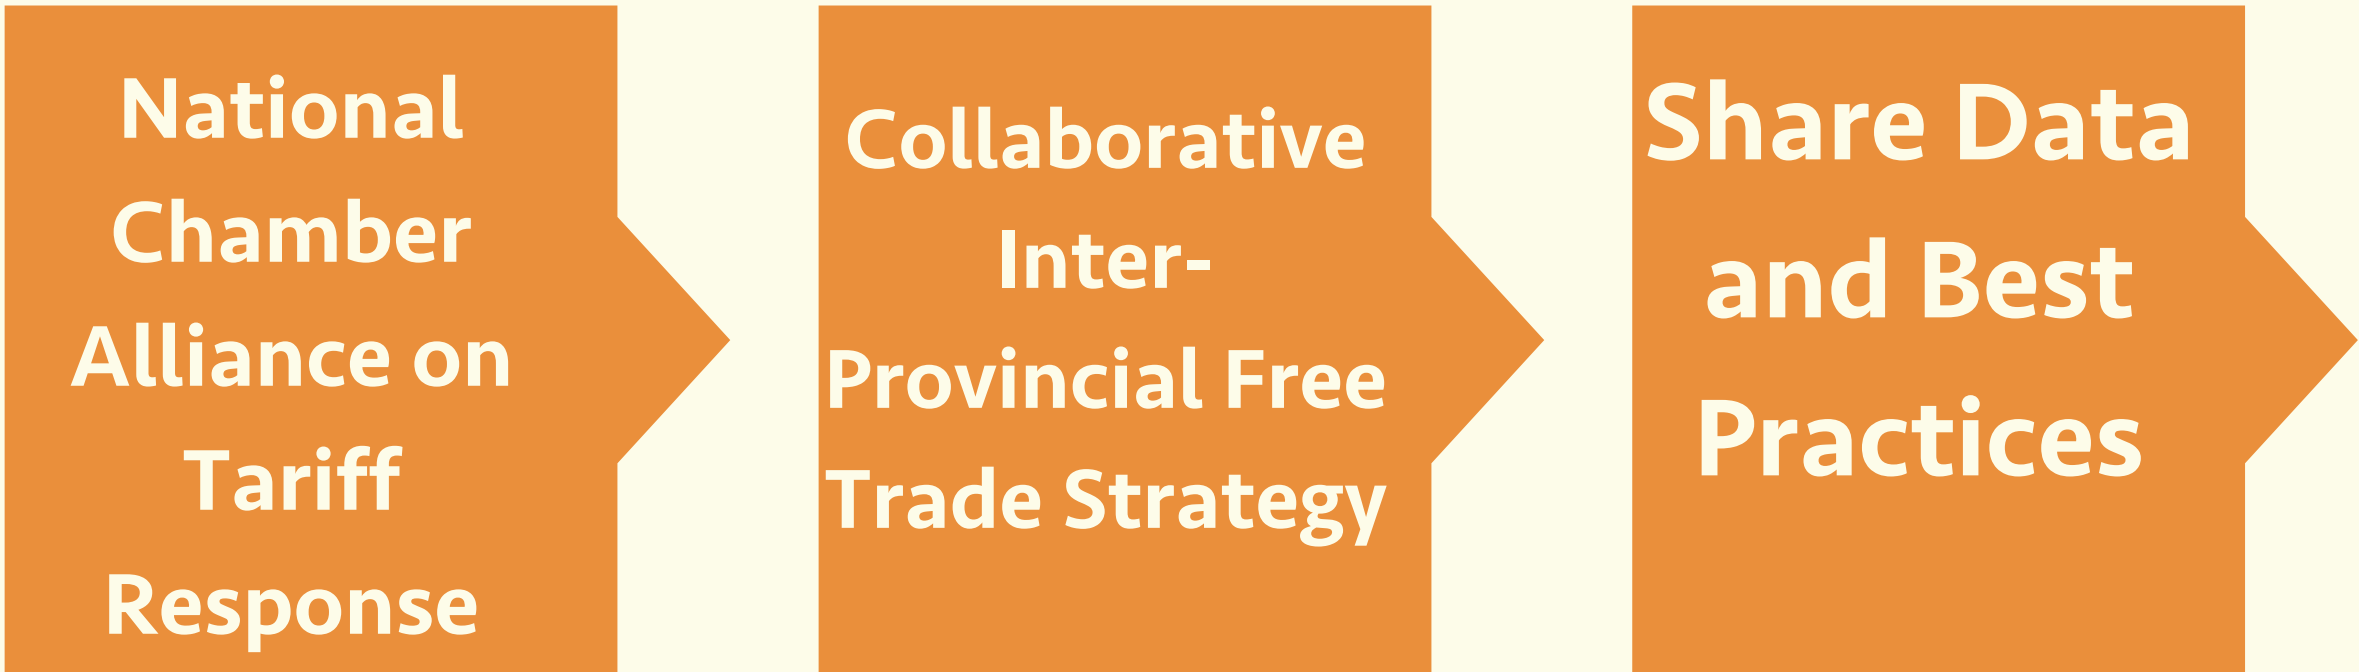 National
Chamber
Alliance on
Tariff
Response
Collaborative
Inter-
Provincial Free
Trade Strategy
Share Data
and Best
Practices